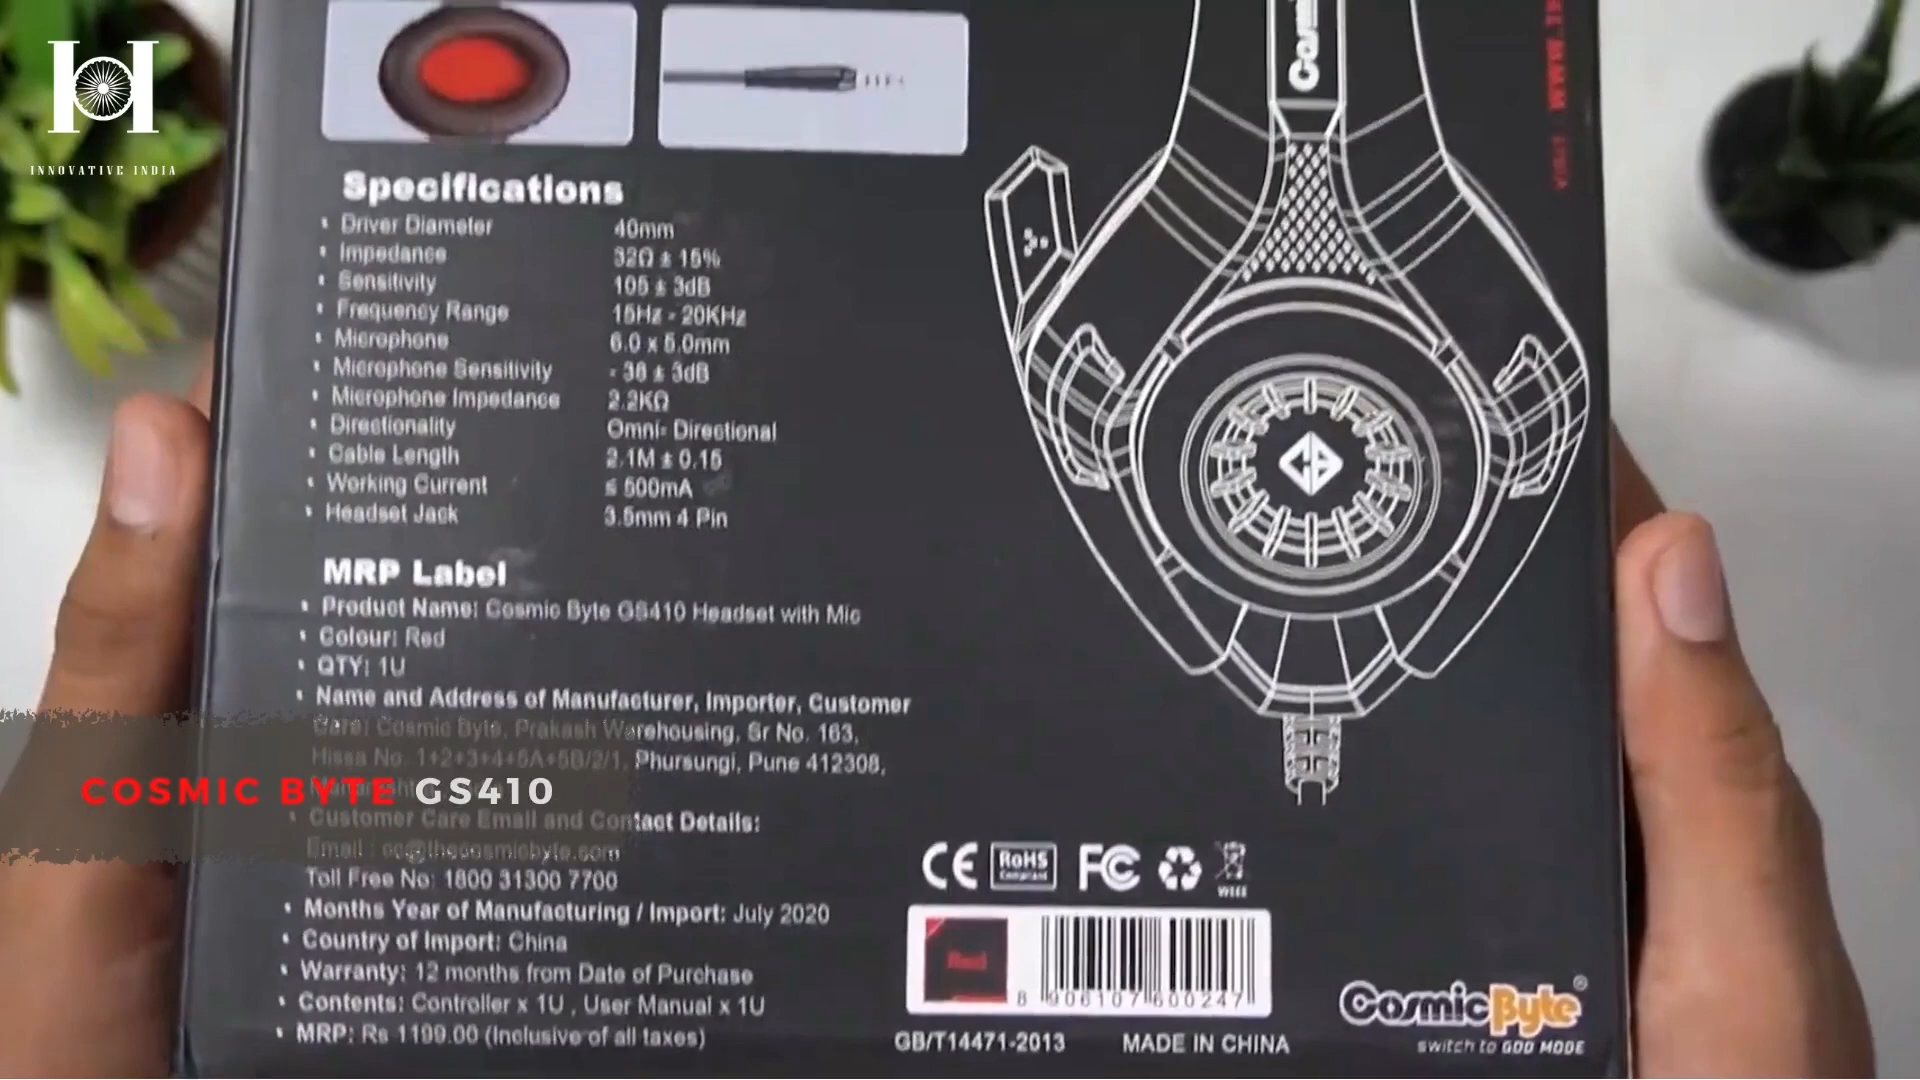 INNOVATIVE INDIA
Cosmi
Specifications
Driver Diameter 40mm
Impedance 32Ω ± 15%
Sensitivity 105 ± 3dB
Frequency Range 15Hz - 20KHz
Microphone 6.0 x 5.0mm
Microphone Sensitivity - 38 ± 3dB
Microphone Impedance 2.2KΩ
Directionality Omni- Directional
Cable Length 2.1M ± 0.15
Working Current ≤ 500mA
Headset Jack 3.5mm 4 Pin
MRP Label
Product Name: Cosmic Byte GS410 Headset with Mic
Colour: Red
QTY: 1U
Name and Address of Manufacturer, Importer, Customer
Care: Cosmic Byte, Prakash Warehousing, Sr No. 163,
Hissa No. 1+2+3+4+5A+5B/2/1, Phursungi, Pune 412308,
COSMIC BYTE GS410
Customer Care Email and Contact Details:
Email : cc@thecosmicbyte.com
Toll Free No: 1800 31300 7700
Months Year of Manufacturing / Import: July 2020
Country of Import: China
Warranty: 12 months from Date of Purchase
Contents: Controller x 1U , User Manual x 1U
MRP: Rs 1199.00 (Inclusive of all taxes)
CE RoHS FC
Compliant WEEE
Red
8 906107 600247
GB/T14471-2013 MADE IN CHINA
CosmicByte®
switch to GOD MODE